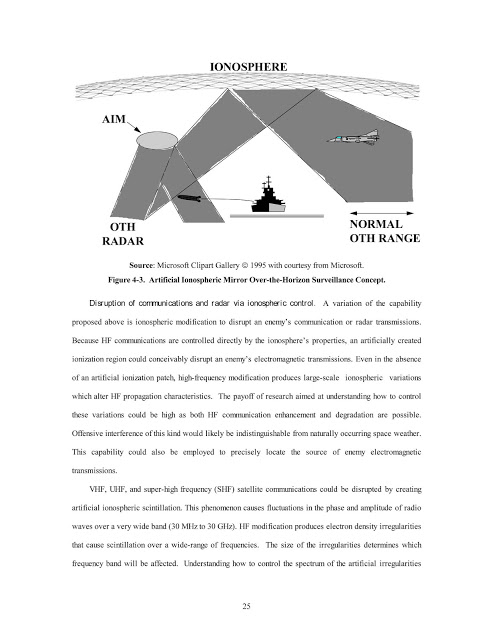 IONOSPHERE
AIM
OTH
RADAR
NORMAL
OTH RANGE
Source: Microsoft Clipart Gallery © 1995 with courtesy from Microsoft.
Figure 4-3.  Artificial Ionospheric Mirror Over-the-Horizon Surveillance Concept.
Disruption of communications and radar via ionospheric control.  A variation of the capability
proposed above is ionospheric modification to disrupt an enemy’s communication or radar transmissions.
Because HF communications are controlled directly by the ionosphere’s properties, an artificially created
ionization region could conceivably disrupt an enemy’s electromagnetic transmissions. Even in the absence
of an artificial ionization patch, high-frequency modification produces large-scale  ionospheric  variations
which alter HF propagation characteristics.  The payoff of research aimed at understanding how to control
these variations could be high as both HF communication enhancement and degradation are possible.
Offensive interference of this kind would likely be indistinguishable from naturally occurring space weather.
This capability could also be employed to precisely locate the source of enemy electromagnetic
transmissions.
VHF, UHF, and super-high frequency (SHF) satellite communications could be disrupted by creating
artificial ionospheric scintillation. This phenomenon causes fluctuations in the phase and amplitude of radio
waves over a very wide band (30 MHz to 30 GHz). HF modification produces electron density irregularities
that cause scintillation over a wide-range of frequencies.  The size of the irregularities determines which
frequency band will be affected.  Understanding how to control the spectrum of the artificial irregularities
25